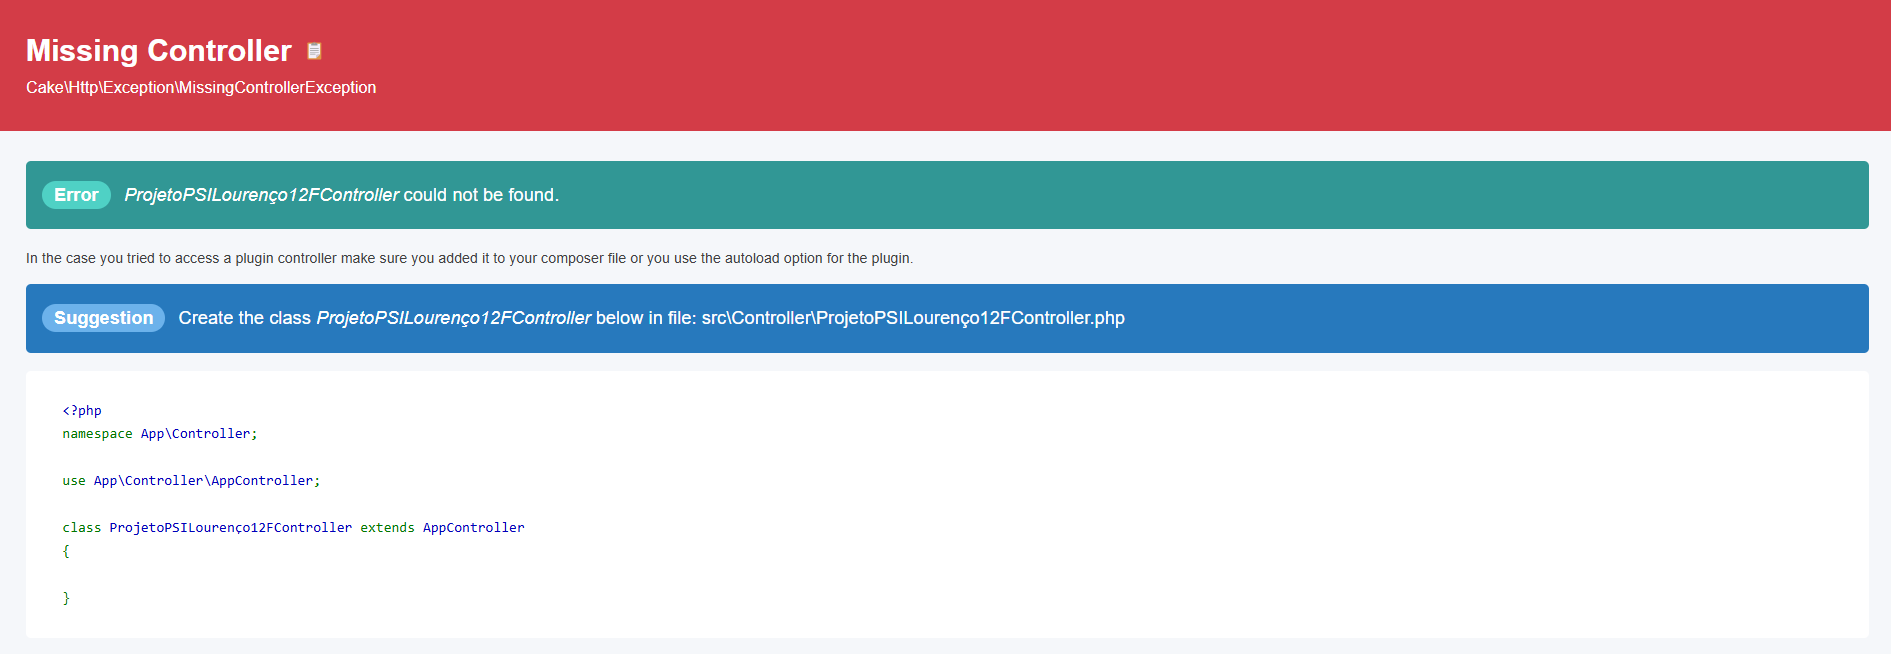 Missing Controller
Cake\Http\Exception\MissingControllerException
Error ProjetoPSILourenço12FController could not be found.
In the case you tried to access a plugin controller make sure you added it to your composer file or you use the autoload option for the plugin.
Suggestion Create the class ProjetoPSILourenço12FController below in file: src\Controller\ProjetoPSILourenço12FController.php
<?php
namespace App\Controller;
use App\Controller\AppController;
class ProjetoPSILourenço12FController extends AppController
{
}